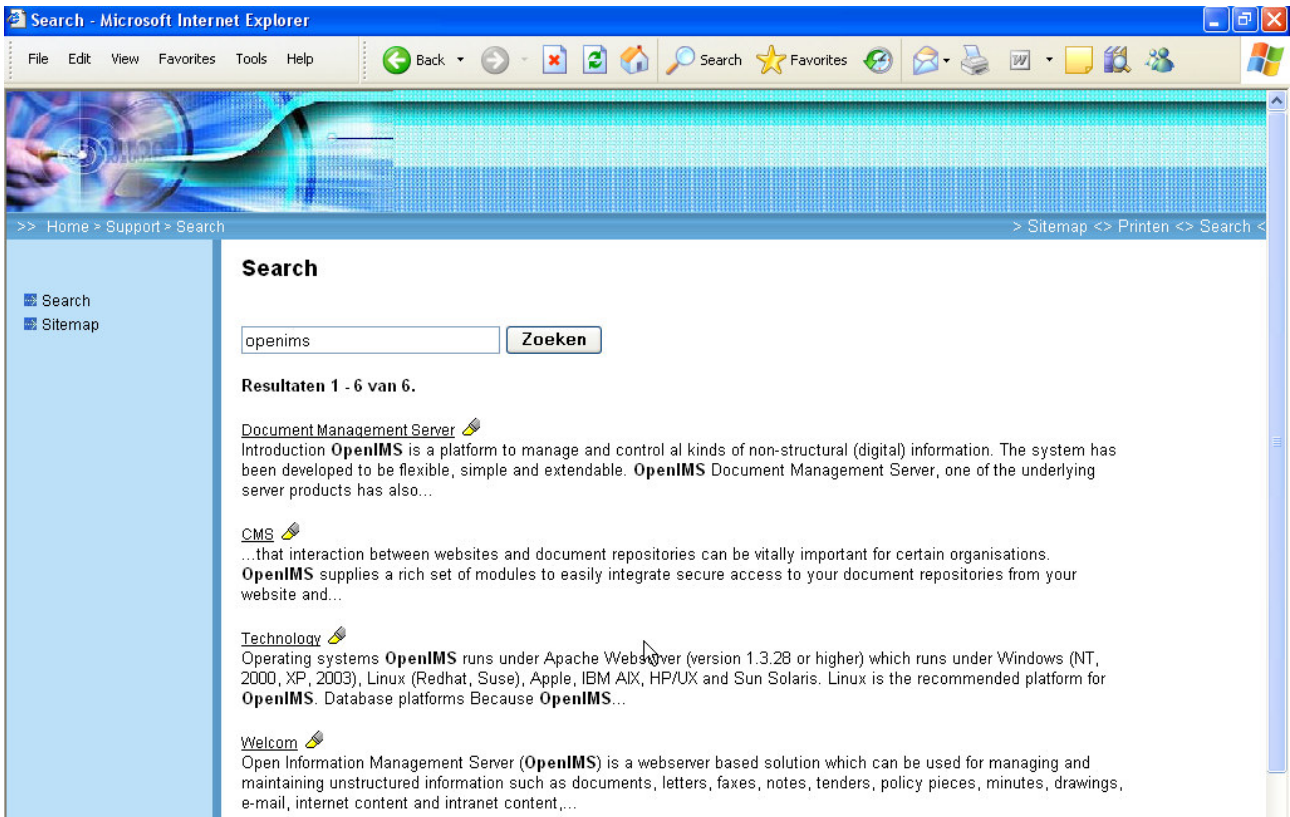 Search - Microsoft Internet Explorer
File Edit View Favorites Tools Help Back Search Favorites
>> Home > Support > Search > Sitemap <> Printen <> Search <
Search
Search
Sitemap
openims Zoeken
Resultaten 1 - 6 van 6.
Document Management Server
Introduction OpenIMS is a platform to manage and control al kinds of non-structural (digital) information. The system has
been developed to be flexible, simple and extendable. OpenIMS Document Management Server, one of the underlying
server products has also...
CMS
...that interaction between websites and document repositories can be vitally important for certain organisations.
OpenIMS supplies a rich set of modules to easily integrate secure access to your document repositories from your
website and...
Technology
Operating systems OpenIMS runs under Apache Webserver (version 1.3.28 or higher) which runs under Windows (NT,
2000, XP, 2003), Linux (Redhat, Suse), Apple, IBM AIX, HP/UX and Sun Solaris. Linux is the recommended platform for
OpenIMS. Database platforms Because OpenIMS...
Welcom
Open Information Management Server (OpenIMS) is a webserver based solution which can be used for managing and
maintaining unstructured information such as documents, letters, faxes, notes, tenders, policy pieces, minutes, drawings,
e-mail, internet content and intranet content,...